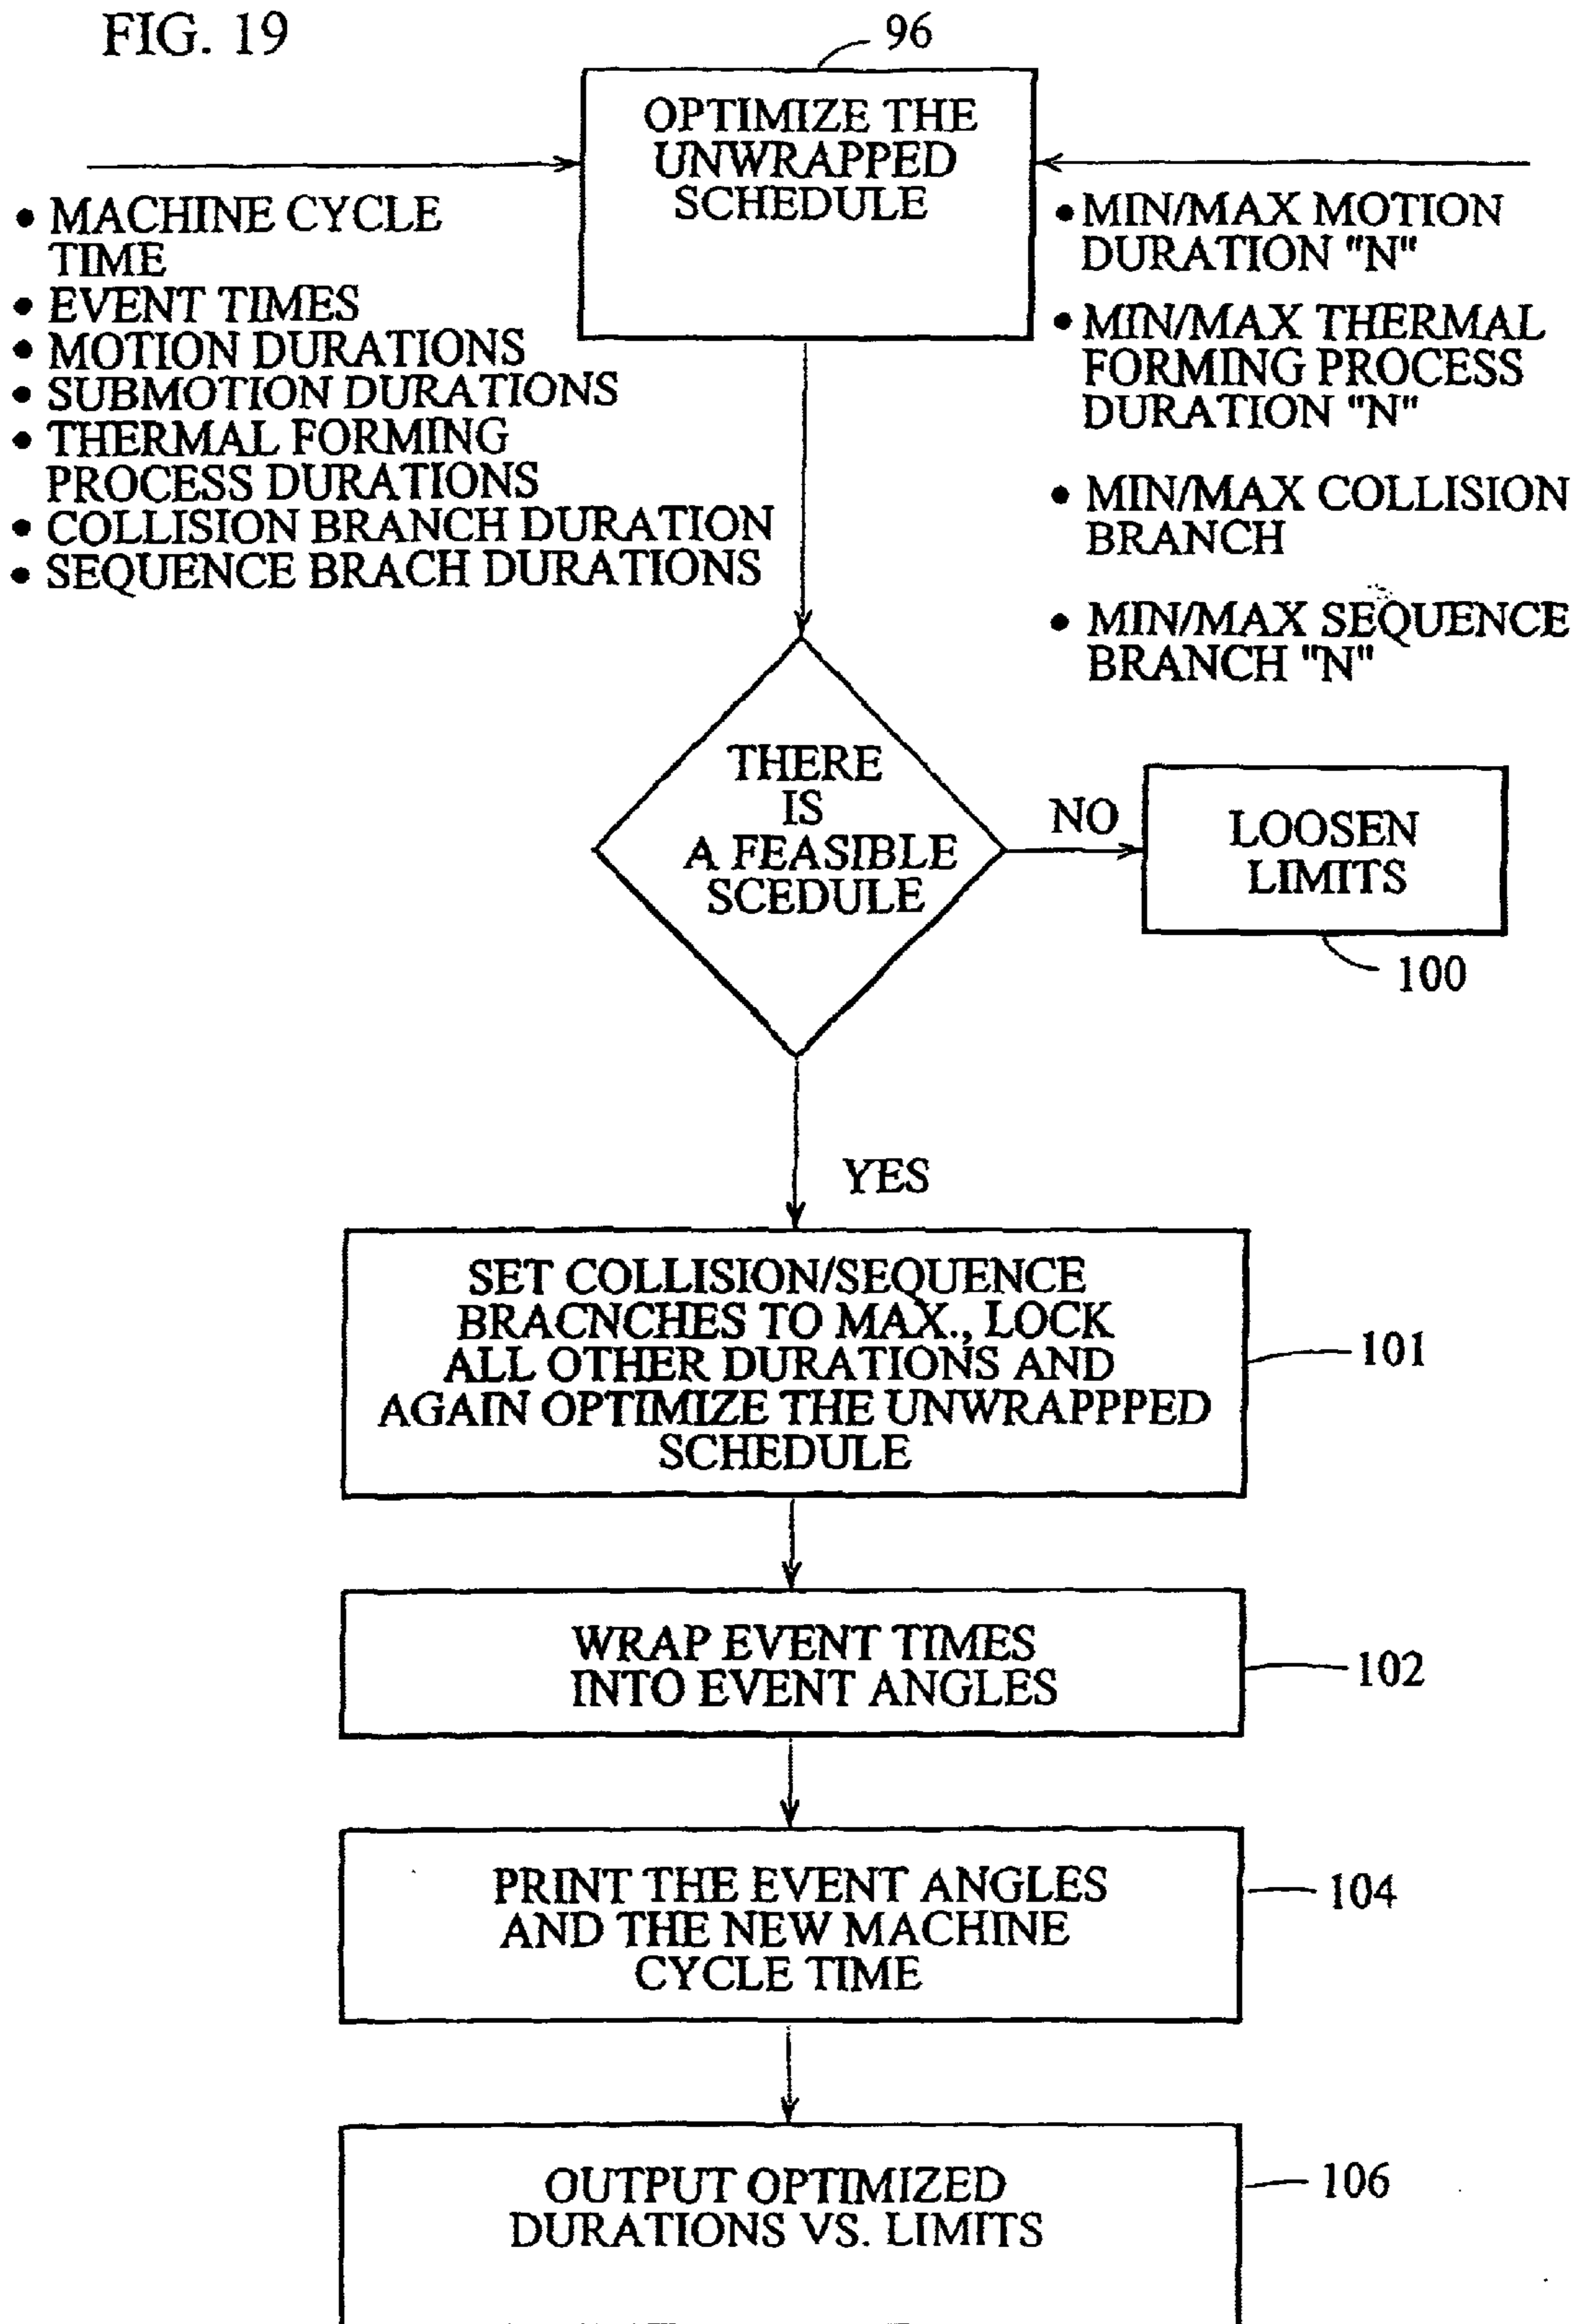 FIG. 19
96
OPTIMIZE THE
UNWRAPPED
SCHEDULE
• MACHINE CYCLE
TIME
• EVENT TIMES
• MOTION DURATIONS
• SUBMOTION DURATIONS
• THERMAL FORMING
PROCESS DURATIONS
• COLLISION BRANCH DURATION
• SEQUENCE BRACH DURATIONS
• MIN/MAX MOTION
DURATION "N"
• MIN/MAX THERMAL
FORMING PROCESS
DURATION "N"
• MIN/MAX COLLISION
BRANCH
• MIN/MAX SEQUENCE
BRANCH "N"
THERE
IS
A FEASIBLE
SCEDULE
NO
LOOSEN
LIMITS
100
YES
SET COLLISION/SEQUENCE
BRACNCHES TO MAX., LOCK
ALL OTHER DURATIONS AND
AGAIN OPTIMIZE THE UNWRAPPPED
SCHEDULE
101
WRAP EVENT TIMES
INTO EVENT ANGLES
102
PRINT THE EVENT ANGLES
AND THE NEW MACHINE
CYCLE TIME
104
OUTPUT OPTIMIZED
DURATIONS VS. LIMITS
106